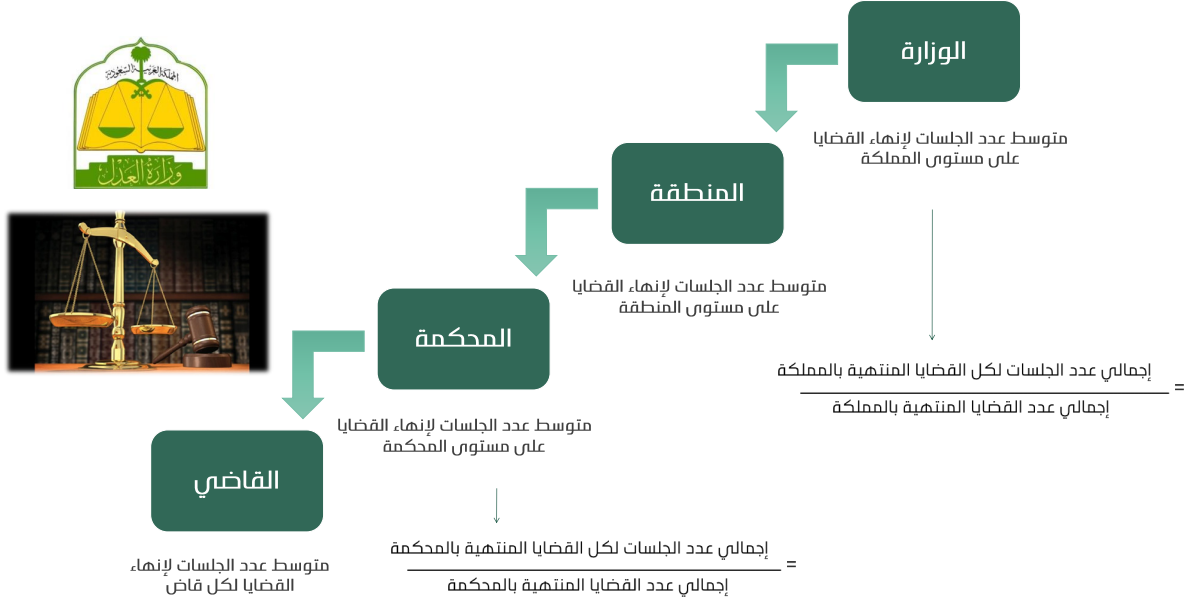 المملكة العربية السعودية
وزارة العدل
الوزارة
متوسط عدد الجلسات لإنهاء القضايا
على مستوى المملكة
المنطقة
متوسط عدد الجلسات لإنهاء القضايا
على مستوى المنطقة
إجمالي عدد الجلسات لكل القضايا المنتهية بالمملكة
=
إجمالي عدد القضايا المنتهية بالمملكة
المحكمة
متوسط عدد الجلسات لإنهاء القضايا
على مستوى المحكمة
إجمالي عدد الجلسات لكل القضايا المنتهية بالمحكمة
=
إجمالي عدد القضايا المنتهية بالمحكمة
القاضي
متوسط عدد الجلسات لإنهاء
القضايا لكل قاض